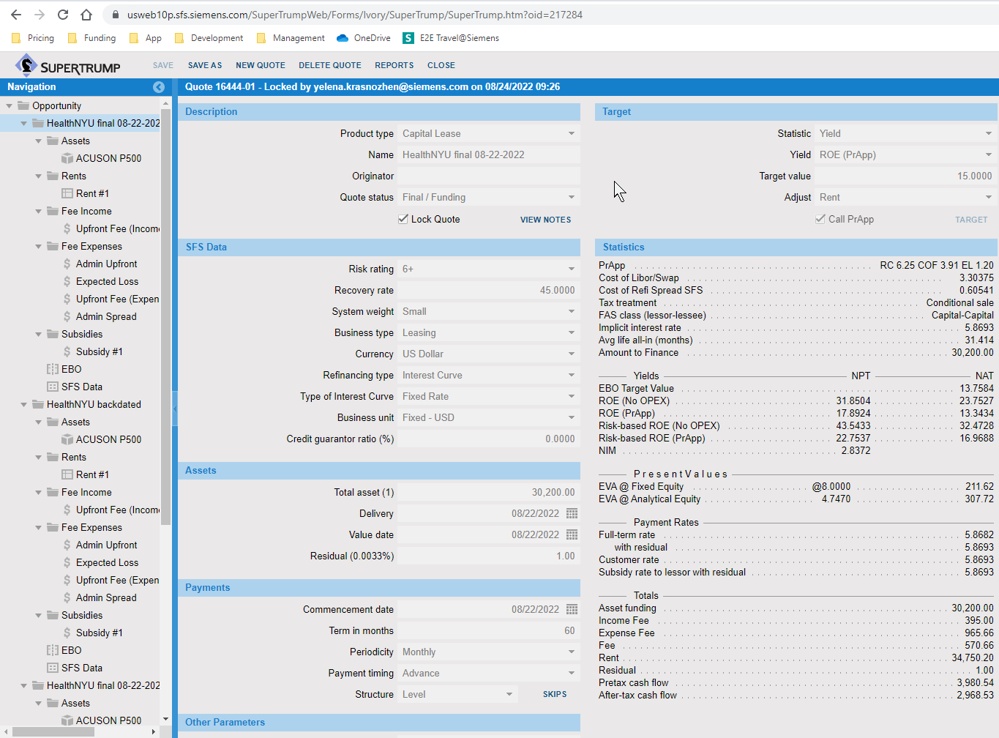 usweb10p.sfs.siemens.com/SuperTrumpWeb/Forms/Ivory/SuperTrump/SuperTrump.htm?oid=217284
Pricing Funding App Development Management OneDrive S E2E Travel@Siemens
SUPERTRUMP SAVE SAVE AS NEW QUOTE DELETE QUOTE REPORTS CLOSE
Navigation
Opportunity
HealthNYU final 08-22-202
Assets
ACUSON P500
Rents
Rent #1
Fee Income
Upfront Fee (Incom
Fee Expenses
Admin Upfront
Expected Loss
Upfront Fee (Expen
Admin Spread
Subsidies
Subsidy #1
EBO
SFS Data
HealthNYU backdated
Assets
ACUSON P500
Rents
Rent #1
Fee Income
Upfront Fee (Incom
Fee Expenses
Admin Upfront
Expected Loss
Upfront Fee (Expen
Admin Spread
Subsidies
Subsidy #1
EBO
SFS Data
HealthNYU final 08-22-202
Assets
ACUSON P500
Quote 16444-01 - Locked by yelena.krasnozhen@siemens.com on 08/24/2022 09:26
Description
Product type Capital Lease
Name HealthNYU final 08-22-2022
Originator
Quote status Final / Funding
Lock Quote VIEW NOTES
SFS Data
Risk rating 6+
Recovery rate 45.0000
System weight Small
Business type Leasing
Currency US Dollar
Refinancing type Interest Curve
Type of Interest Curve Fixed Rate
Business unit Fixed - USD
Credit guarantor ratio (%) 0.0000
Assets
Total asset (1) 30,200.00
Delivery 08/22/2022
Value date 08/22/2022
Residual (0.0033%) 1.00
Payments
Commencement date 08/22/2022
Term in months 60
Periodicity Monthly
Payment timing Advance
Structure Level SKIPS
Other Parameters
Target
Statistic Yield
Yield ROE (PrApp)
Target value 15.0000
Adjust Rent
Call PrApp TARGET
Statistics
PrApp RC 6.25 COF 3.91 EL 1.20
Cost of Libor/Swap 3.30375
Cost of Refi Spread SFS 0.60541
Tax treatment Conditional sale
FAS class (lessor-lessee) Capital-Capital
Implicit interest rate 5.8693
Avg life all-in (months) 31.414
Amount to Finance 30,200.00
Yields NPT NAT
EBO Target Value 13.7584
ROE (No OPEX) 31.8504 23.7527
ROE (PrApp) 17.8924 13.3434
Risk-based ROE (No OPEX) 43.5433 32.4728
Risk-based ROE (PrApp) 22.7537 16.9688
NIM 2.8372
Present Values
EVA @ Fixed Equity @8.0000 211.62
EVA @ Analytical Equity 4.7470 307.72
Payment Rates
Full-term rate 5.8682
with residual 5.8693
Customer rate 5.8693
Subsidy rate to lessor with residual 5.8693
Totals
Asset funding 30,200.00
Income Fee 395.00
Expense Fee 965.66
Fee 570.66
Rent 34,750.20
Residual 1.00
Pretax cash flow 3,980.54
After-tax cash flow 2,968.53